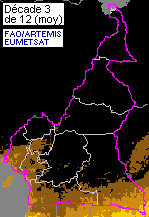 Décade 3
de 12 (moy)
FAO/ARTEMIS
EUMETSAT